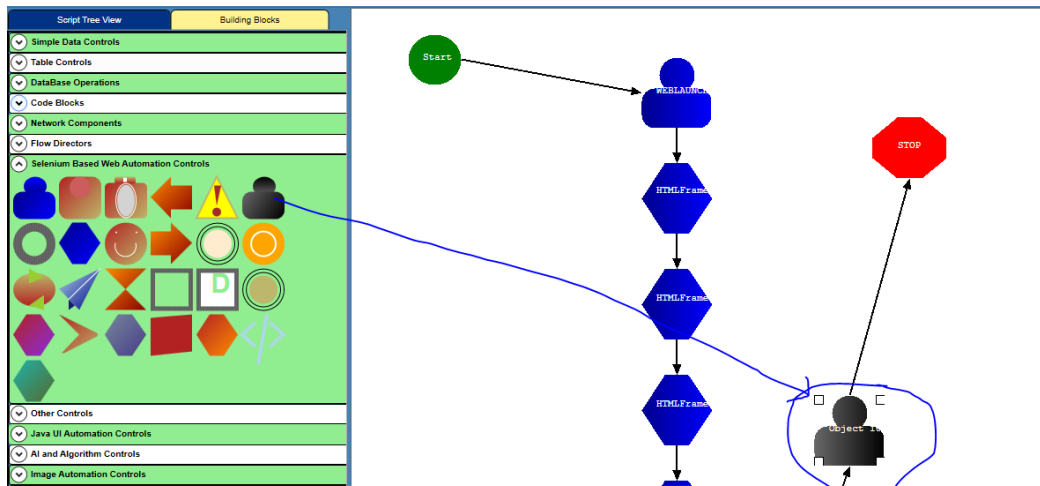 Script Tree View
Building Blocks
Simple Data Controls
Table Controls
DataBase Operations
Code Blocks
Network Components
Flow Directors
Selenium Based Web Automation Controls
D
Other Controls
Java UI Automation Controls
AI and Algorithm Controls
Image Automation Controls
Start
WEBLAUNCH
STOP
HTMLFrame
HTMLFrame
HTMLFrame
Object